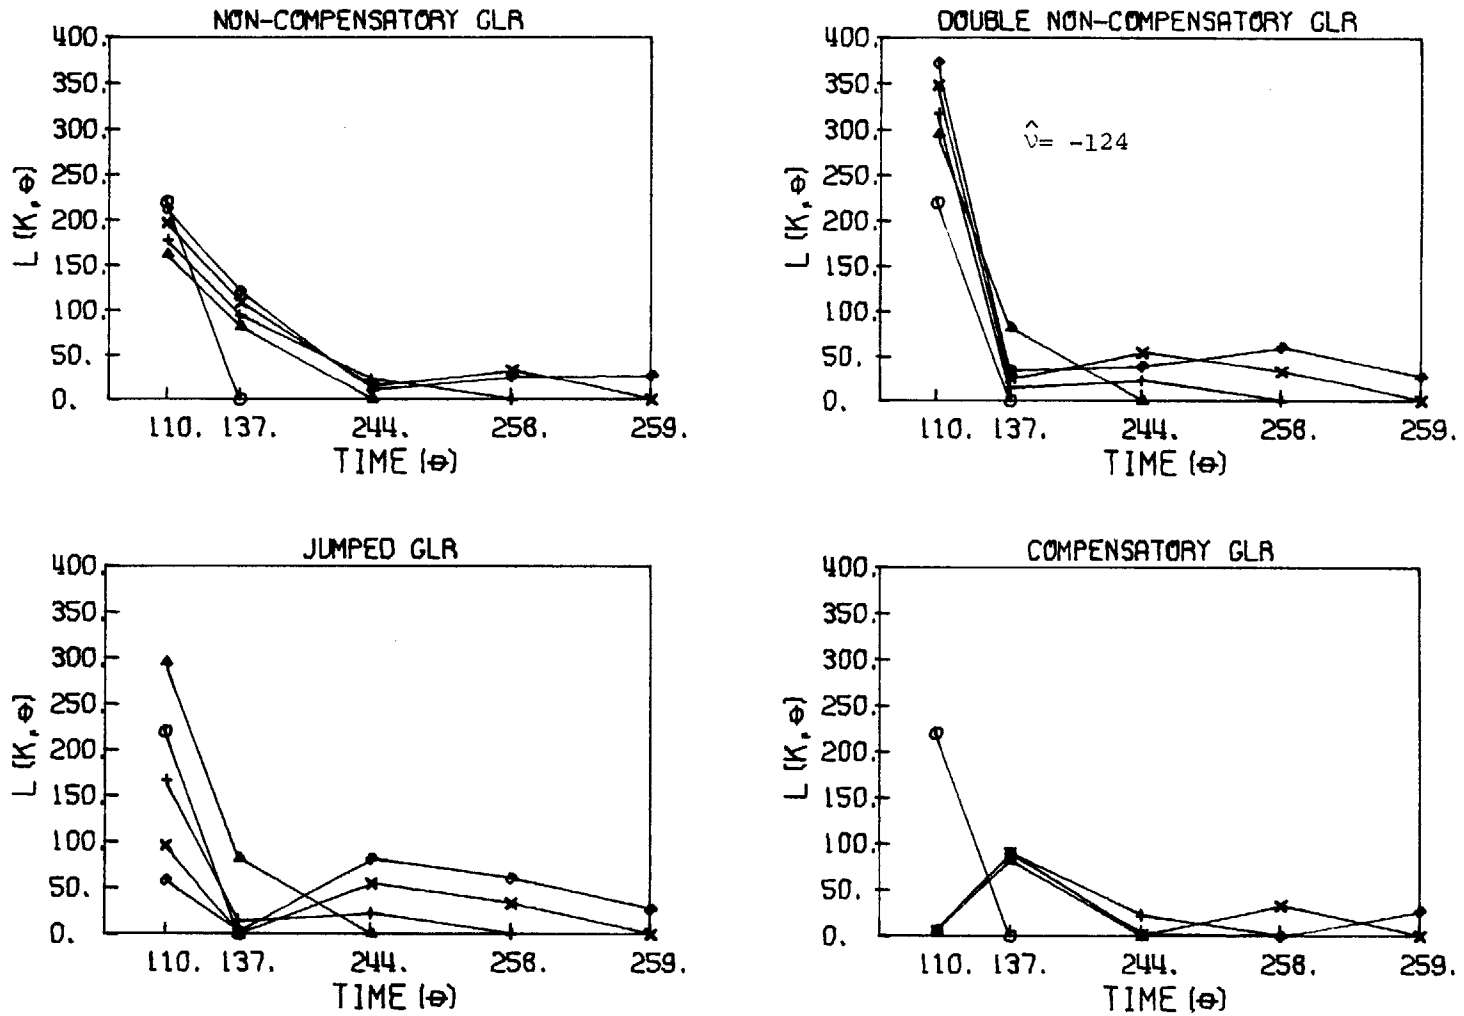 NON-COMPENSATORY GLR
400.
350.
300.
250.
200.
150.
100.
50.
0.
L (K,θ)
110. 137. 244. 258. 259.
TIME (θ)
DOUBLE NON-COMPENSATORY GLR
400.
350.
300.
250.
200.
150.
100.
50.
0.
L (K,θ)
ν̂= -124
110. 137. 244. 258. 259.
TIME (θ)
JUMPED GLR
400.
350.
300.
250.
200.
150.
100.
50.
0.
L (K,θ)
110. 137. 244. 258. 259.
TIME (θ)
COMPENSATORY GLR
400.
350.
300.
250.
200.
150.
100.
50.
0.
L (K,θ)
110. 137. 244. 258. 259.
TIME (θ)